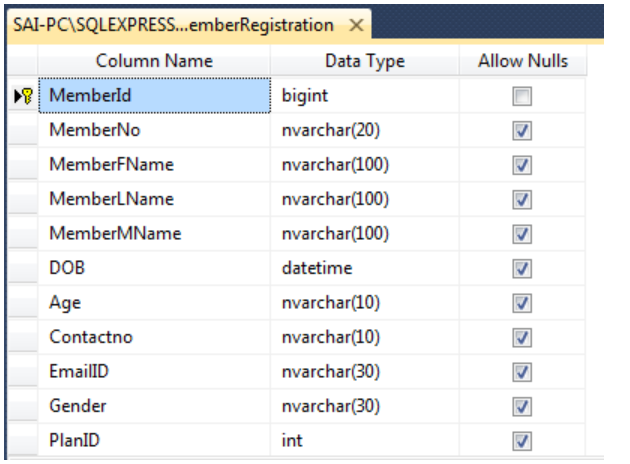 SAI-PC\SQLEXPRESS...emberRegistration
Column Name Data Type Allow Nulls
MemberId bigint
MemberNo nvarchar(20)
MemberFName nvarchar(100)
MemberLName nvarchar(100)
MemberMName nvarchar(100)
DOB datetime
Age nvarchar(10)
Contactno nvarchar(10)
EmailID nvarchar(30)
Gender nvarchar(30)
PlanID int